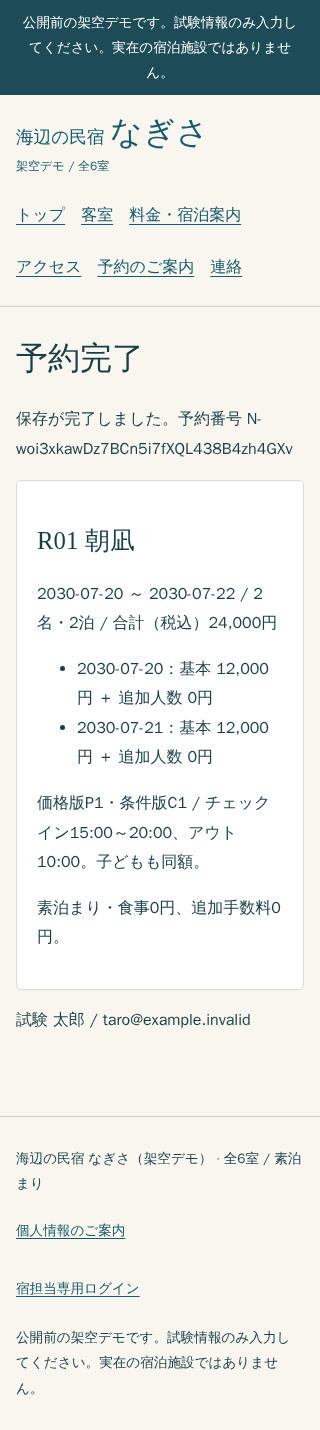 公開前の架空デモです。試験情報のみ入力し
てください。実在の宿泊施設ではありませ
ん。
海辺の民宿 なぎさ
架空デモ / 全6室
トップ 客室 料金・宿泊案内
アクセス 予約のご案内 連絡
予約完了
保存が完了しました。予約番号 N-
woi3xkawDz7BCn5i7fXQL438B4zh4GXv
R01 朝凪
2030-07-20 ～ 2030-07-22 / 2
名・2泊 / 合計（税込）24,000円
• 2030-07-20：基本 12,000
円 ＋ 追加人数 0円
• 2030-07-21：基本 12,000
円 ＋ 追加人数 0円
価格版P1・条件版C1 / チェック
イン15:00～20:00、アウト
10:00。子どもも同額。
素泊まり・食事0円、追加手数料0
円。
試験 太郎 / taro@example.invalid
海辺の民宿 なぎさ（架空デモ） · 全6室 / 素泊
まり
個人情報のご案内
宿担当専用ログイン
公開前の架空デモです。試験情報のみ入力し
てください。実在の宿泊施設ではありませ
ん。